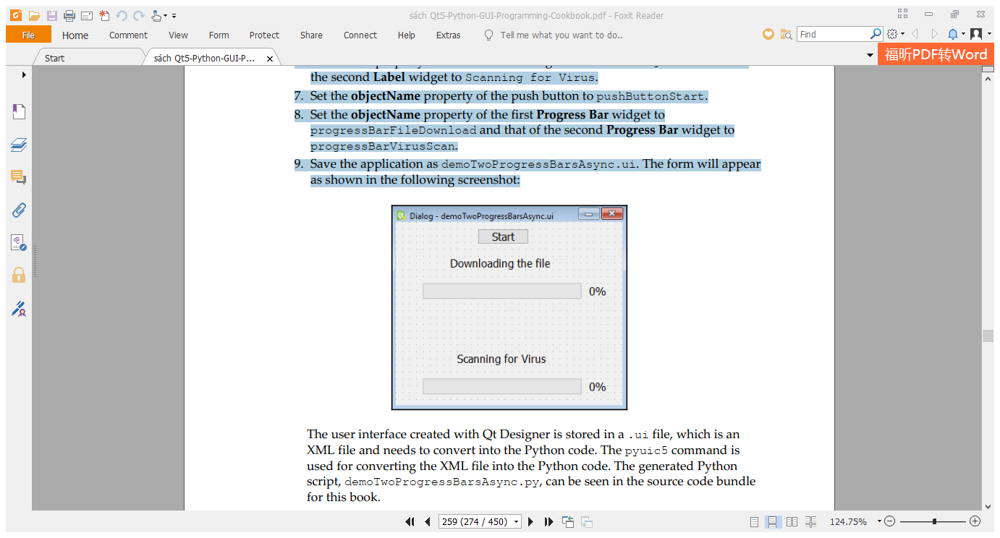 sách Qt5-Python-GUI-Programming-Cookbook.pdf - Foxit Reader
File Home Comment View Form Protect Share Connect Help Extras Tell me what you want to do.. Find
Start sách Qt5-Python-GUI-P... 福昕PDF转Word
the second Label widget to Scanning for Virus.
7. Set the objectName property of the push button to pushButtonStart.
8. Set the objectName property of the first Progress Bar widget to
progressBarFileDownload and that of the second Progress Bar widget to
progressBarVirusScan.
9. Save the application as demoTwoProgressBarsAsync.ui. The form will appear
as shown in the following screenshot:
Dialog - demoTwoProgressBarsAsync.ui
Start
Downloading the file
0%
Scanning for Virus
0%
The user interface created with Qt Designer is stored in a .ui file, which is an
XML file and needs to convert into the Python code. The pyuic5 command is
used for converting the XML file into the Python code. The generated Python
script, demoTwoProgressBarsAsync.py, can be seen in the source code bundle
for this book.
259 (274 / 450) 124.75%